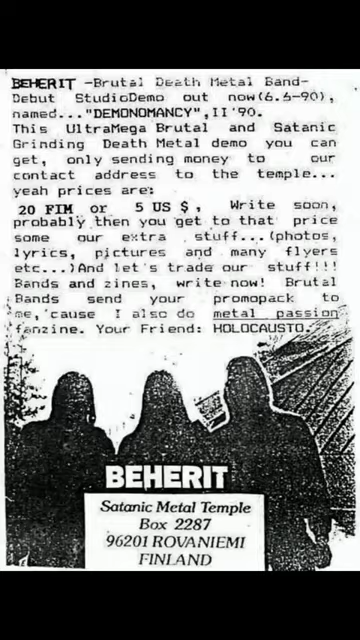 BEHERIT -Brutal Death Metal Band-
Debut StudioDemo out now(6.6-90),
named..."DEMONOMANCY",II'90.
This UltraMega Brutal and Satanic
Grinding Death Metal demo you can
get, only sending money to our
contact address to the temple...
yeah prices are:
20 FIM or 5 US $, Write soon,
probably then you get to that price
some our extra stuff...(photos,
lyrics, pictures and many flyers
etc...)And let's trade our stuff!!!
Bands and zines, write now! Brutal
Bands send your promopack to
me,'cause I also do metal passion
fanzine. Your Friend: HOLOCAUSTO.
BEHERIT
Satanic Metal Temple
Box 2287
96201 ROVANIEMI
FINLAND